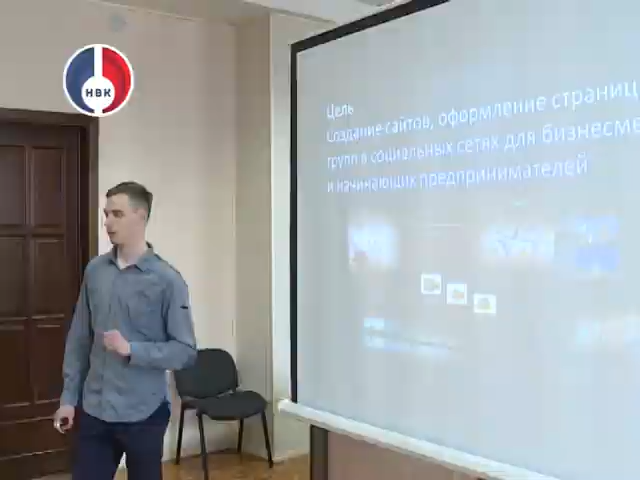 НВК
Цель
Создание сайтов, оформление страниц
групп в социальных сетях для бизнесме
и начинающих предпринимателей